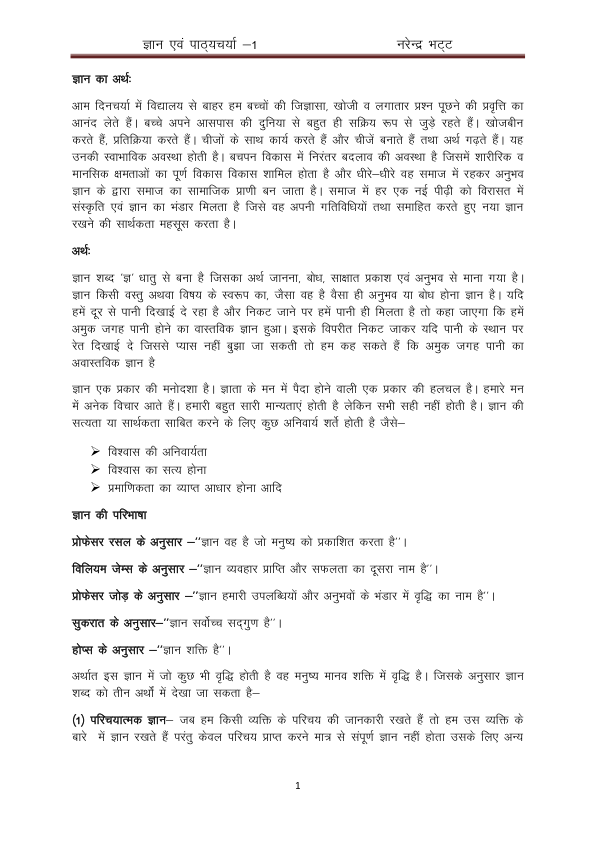 ज्ञान एवं पाठ्यचर्या –1 नरेन्द्र भट्ट
ज्ञान का अर्थः
आम दिनचर्या में विद्यालय से बाहर हम बच्चों की जिज्ञासा, खोजी व लगातार प्रश्न पूछने की प्रवृत्ति का
आनंद लेते हैं। बच्चे अपने आसपास की दुनिया से बहुत ही सक्रिय रूप से जुड़े रहते हैं। खोजबीन
करते हैं, प्रतिक्रिया करते हैं। चीजों के साथ कार्य करते हैं और चीजें बनाते हैं तथा अर्थ गढ़ते हैं। यह
उनकी स्वाभाविक अवस्था होती है। बचपन विकास में निरंतर बदलाव की अवस्था है जिसमें शारीरिक व
मानसिक क्षमताओं का पूर्ण विकास विकास शामिल होता है और धीरे–धीरे वह समाज में रहकर अनुभव
ज्ञान के द्वारा समाज का सामाजिक प्राणी बन जाता है। समाज में हर एक नई पीढ़ी को विरासत में
संस्कृति एवं ज्ञान का भंडार मिलता है जिसे वह अपनी गतिविधियों तथा समाहित करते हुए नया ज्ञान
रखने की सार्थकता महसूस करता है।
अर्थः
ज्ञान शब्द 'ज्ञ' धातु से बना है जिसका अर्थ जानना, बोध, साक्षात प्रकाश एवं अनुभव से माना गया है।
ज्ञान किसी वस्तु अथवा विषय के स्वरूप का, जैसा वह है वैसा ही अनुभव या बोध होना ज्ञान है। यदि
हमें दूर से पानी दिखाई दे रहा है और निकट जाने पर हमें पानी ही मिलता है तो कहा जाएगा कि हमें
अमुक जगह पानी होने का वास्तविक ज्ञान हुआ। इसके विपरीत निकट जाकर यदि पानी के स्थान पर
रेत दिखाई दे जिससे प्यास नहीं बुझा जा सकती तो हम कह सकते हैं कि अमुक जगह पानी का
अवास्तविक ज्ञान है
ज्ञान एक प्रकार की मनोदशा है। ज्ञाता के मन में पैदा होने वाली एक प्रकार की हलचल है। हमारे मन
में अनेक विचार आते हैं। हमारी बहुत सारी मान्यताएं होती है लेकिन सभी सही नहीं होती है। ज्ञान की
सत्यता या सार्थकता साबित करने के लिए कुछ अनिवार्य शर्ते होती है जैसे–
➢ विश्वास की अनिवार्यता
➢ विश्वास का सत्य होना
➢ प्रमाणिकता का व्याप्त आधार होना आदि
ज्ञान की परिभाषा
प्रोफेसर रसल के अनुसार –"ज्ञान वह है जो मनुष्य को प्रकाशित करता है"।
विलियम जेम्स के अनुसार –"ज्ञान व्यवहार प्राप्ति और सफलता का दूसरा नाम है"।
प्रोफेसर जोड़ के अनुसार –"ज्ञान हमारी उपलब्धियों और अनुभवों के भंडार में वृद्धि का नाम है"।
सुकरात के अनुसार–"ज्ञान सर्वोच्च सद्गुण है"।
होप्स के अनुसार –"ज्ञान शक्ति है"।
अर्थात इस ज्ञान में जो कुछ भी वृद्धि होती है वह मनुष्य मानव शक्ति में वृद्धि है। जिसके अनुसार ज्ञान
शब्द को तीन अर्थो में देखा जा सकता है–
(1) परिचयात्मक ज्ञान– जब हम किसी व्यक्ति के परिचय की जानकारी रखते हैं तो हम उस व्यक्ति के
बारे में ज्ञान रखते हैं परंतु केवल परिचय प्राप्त करने मात्र से संपूर्ण ज्ञान नहीं होता उसके लिए अन्य
1